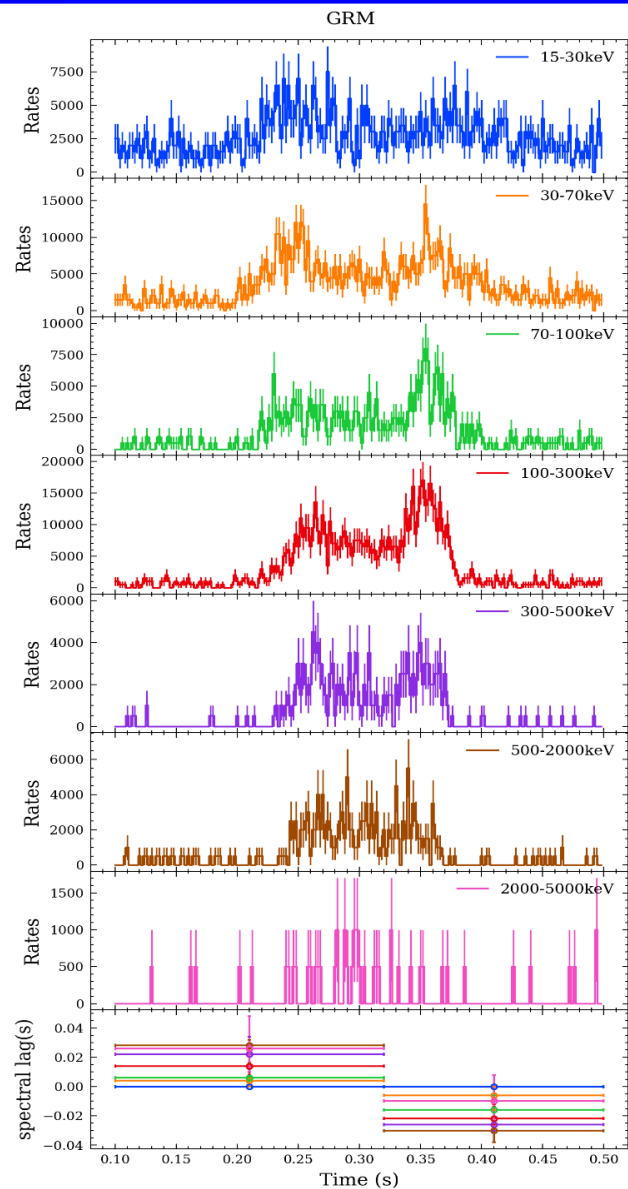 GRM
15-30keV
Rates
7500
5000
2500
0
30-70keV
Rates
15000
10000
5000
0
70-100keV
Rates
10000
7500
5000
2500
0
100-300keV
Rates
20000
15000
10000
5000
0
300-500keV
Rates
6000
4000
2000
0
500-2000keV
Rates
6000
4000
2000
0
2000-5000keV
Rates
1500
1000
500
0
spectral lag(s)
0.04
0.02
0.00
−0.02
−0.04
0.10 0.15 0.20 0.25 0.30 0.35 0.40 0.45 0.50
Time (s)